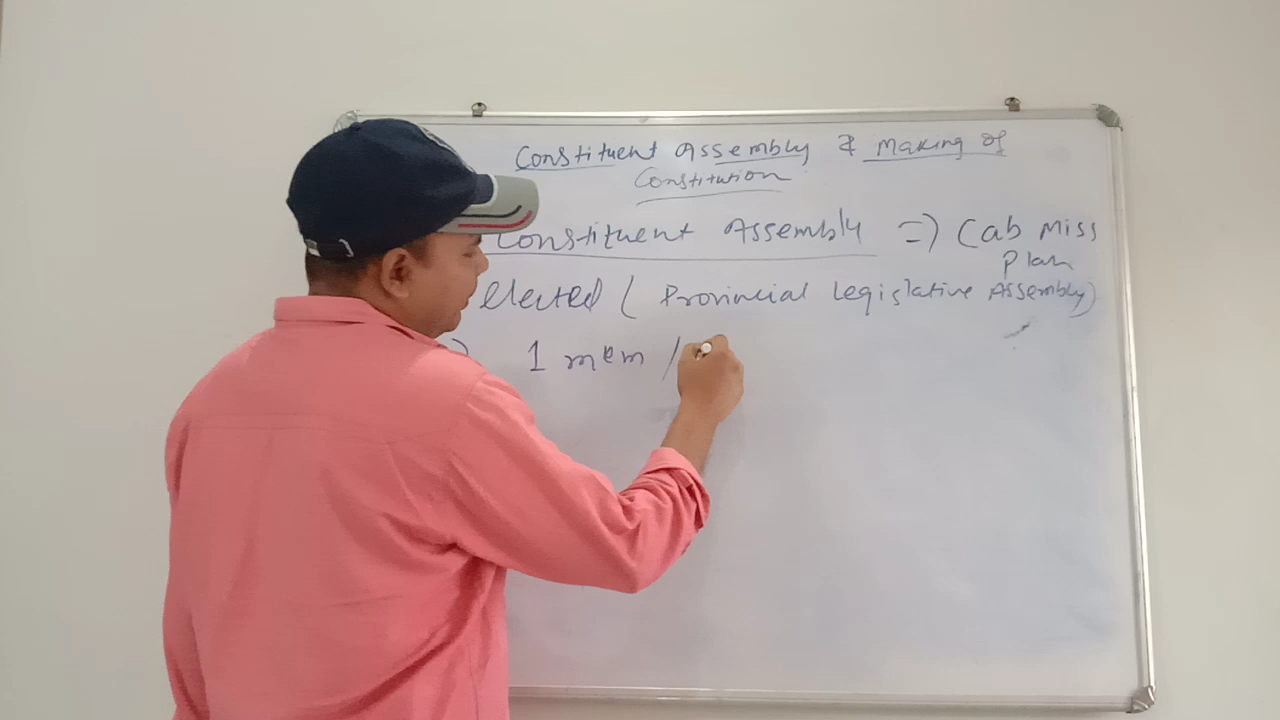 Constituent Assembly & Making of
Constitution
Constituent Assembly => Cab Miss
Plan
elected ( Provincial Legislative Assembly)
1 mem /